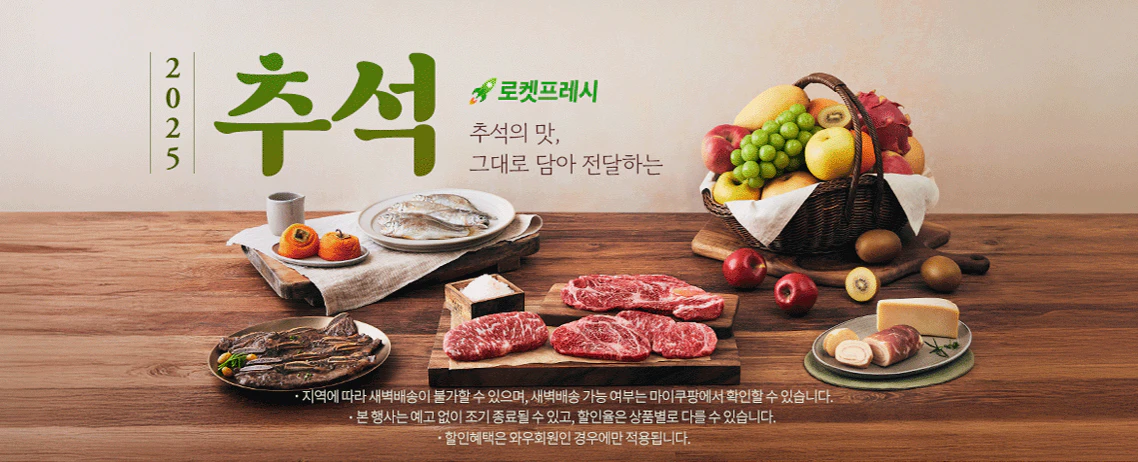 2025
추석
로켓프레시
추석의 맛,
그대로 담아 전달하는
· 지역에 따라 새벽배송이 불가할 수 있으며, 새벽배송 가능 여부는 마이쿠팡에서 확인할 수 있습니다.
· 본 행사는 예고 없이 조기 종료될 수 있고, 할인율은 상품별로 다를 수 있습니다.
· 할인혜택은 와우회원인 경우에만 적용됩니다.